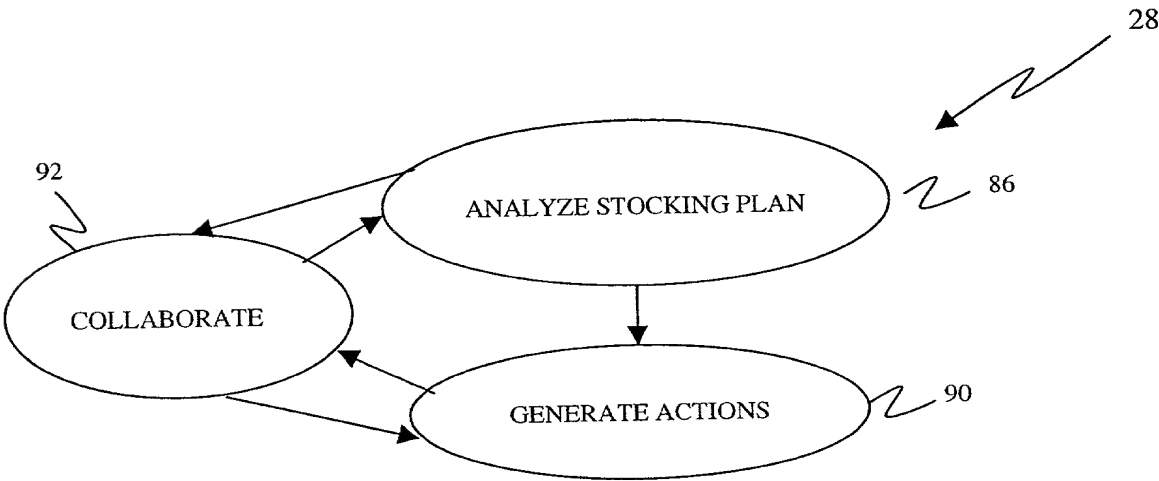 28
92
86
ANALYZE STOCKING PLAN
COLLABORATE
GENERATE ACTIONS
90